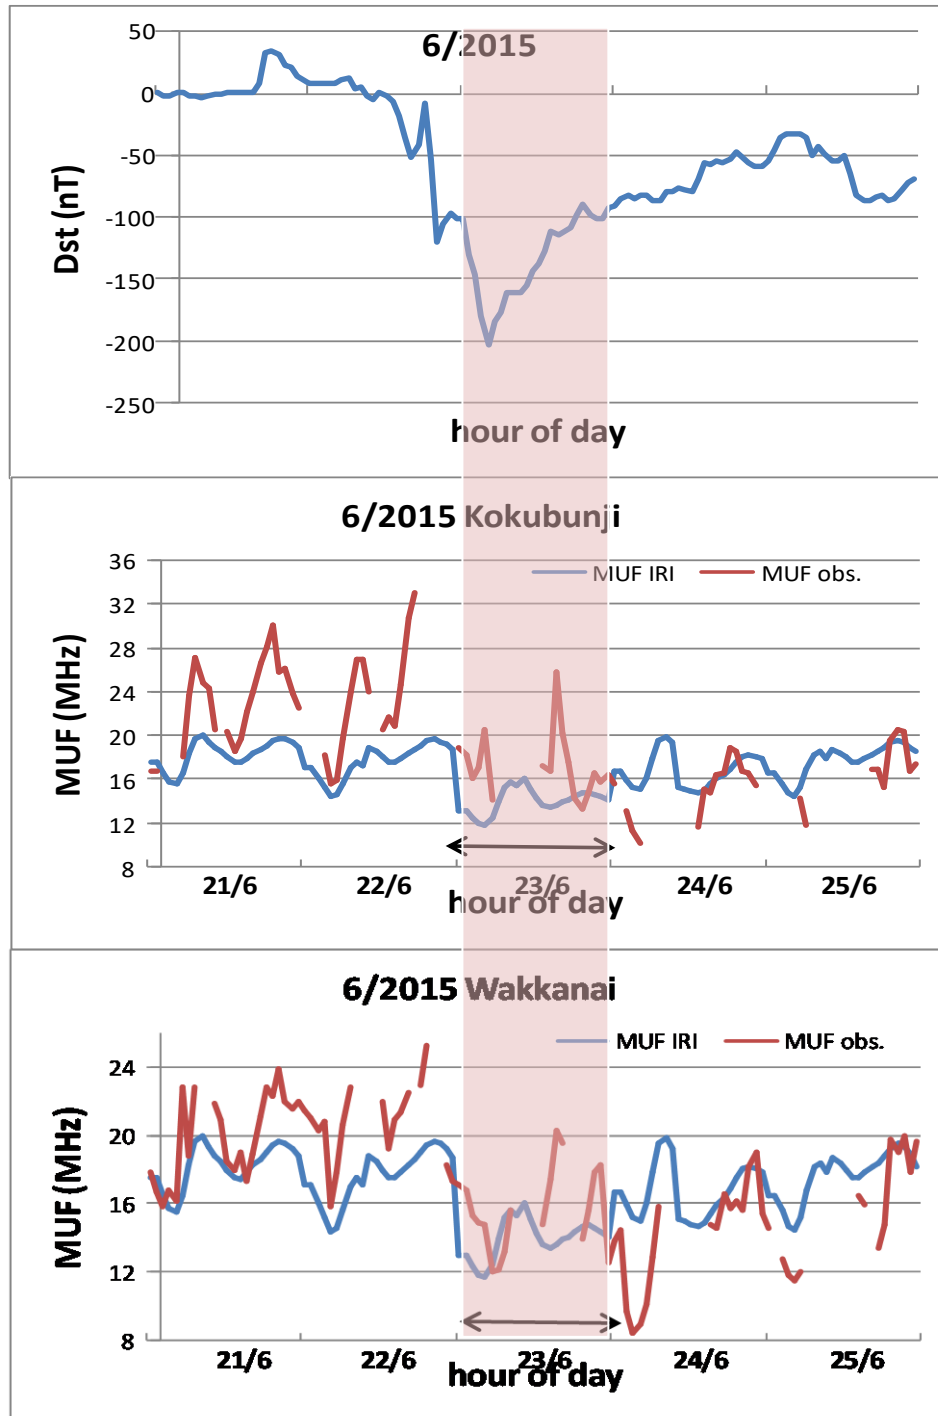 6/2015
50
0
-50
-100
-150
-200
-250
Dst (nT)
hour of day
6/2015 Kokubunji
MUF IRI MUF obs.
36
32
28
24
20
16
12
8
MUF (MHz)
21/6 22/6 23/6 24/6 25/6
hour of day
6/2015 Wakkanai
MUF IRI MUF obs.
24
20
16
12
8
MUF (MHz)
21/6 22/6 23/6 24/6 25/6
hour of day